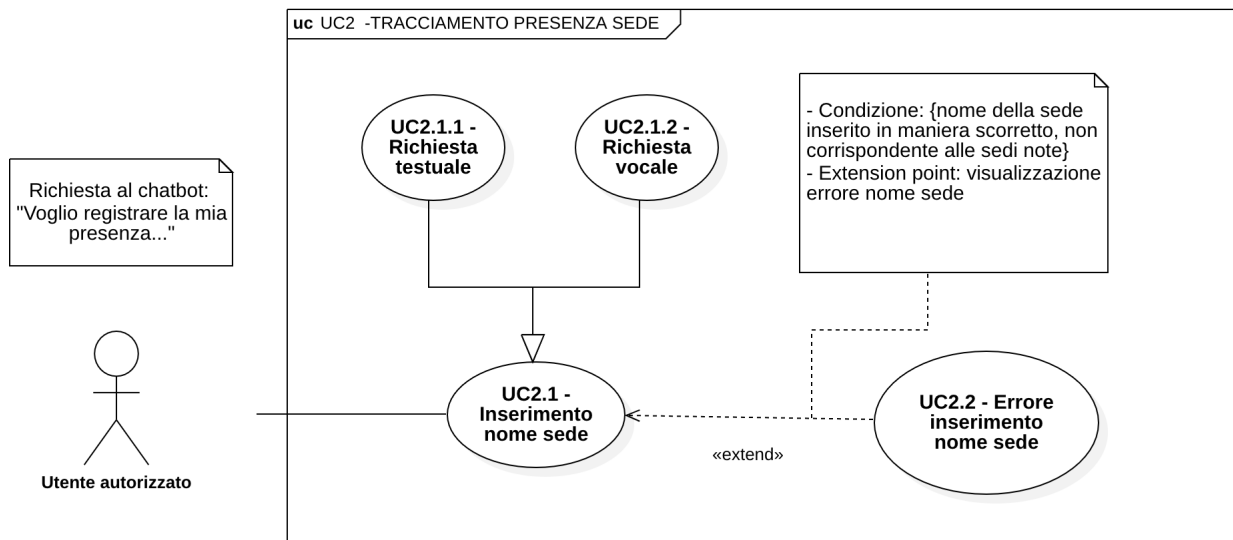 uc UC2 -TRACCIAMENTO PRESENZA SEDE
UC2.1.1 -
Richiesta
testuale
UC2.1.2 -
Richiesta
vocale
- Condizione: {nome della sede
inserito in maniera scorretto, non
corrispondente alle sedi note}
- Extension point: visualizzazione
errore nome sede
Richiesta al chatbot:
"Voglio registrare la mia
presenza..."
UC2.1 -
Inserimento
nome sede
UC2.2 - Errore
inserimento
nome sede
«extend»
Utente autorizzato